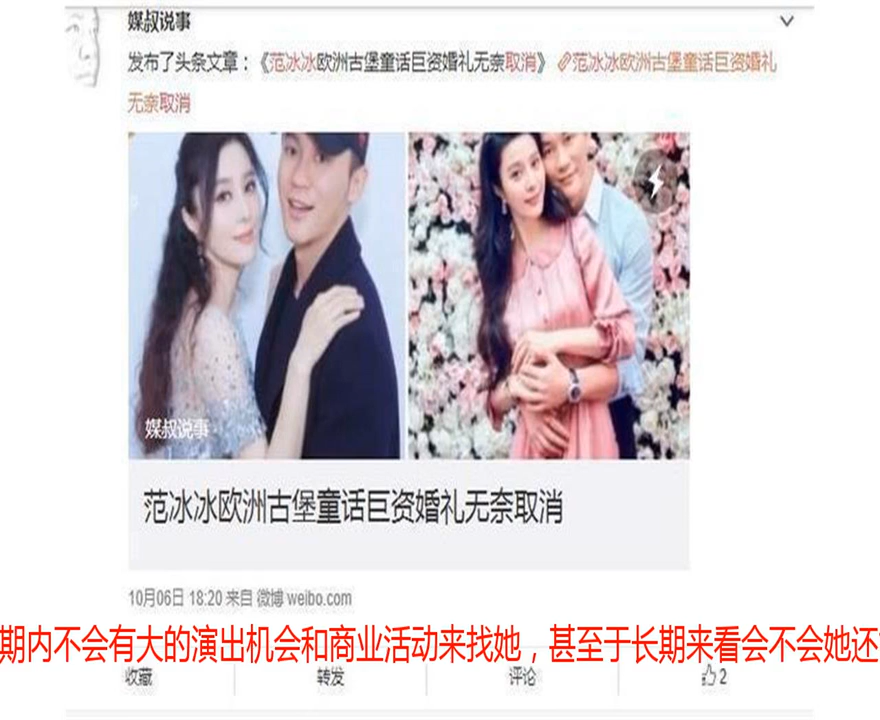 媒叔说事
发布了头条文章：《范冰冰欧洲古堡童话巨资婚礼无奈取消》 范冰冰欧洲古堡童话巨资婚礼
无奈取消
媒叔说事
范冰冰欧洲古堡童话巨资婚礼无奈取消
10月06日 18:20 来自 微博 weibo.com
期内不会有大的演出机会和商业活动来找她，甚至于长期来看会不会她还
收藏 转发 评论 2